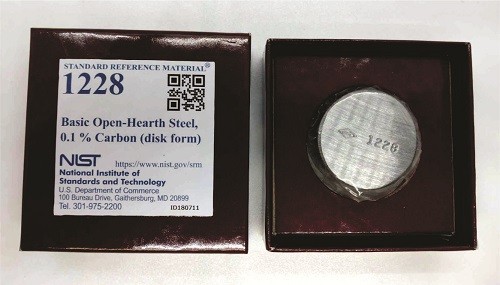 STANDARD REFERENCE MATERIAL®
1228
Basic Open-Hearth Steel,
0.1 % Carbon (disk form)
NIST https://www.nist.gov/srm
National Institute of
Standards and Technology
U.S. Department of Commerce
100 Bureau Drive, Gaithersburg, MD 20899
Tel. 301-975-2200 ID180711
1228